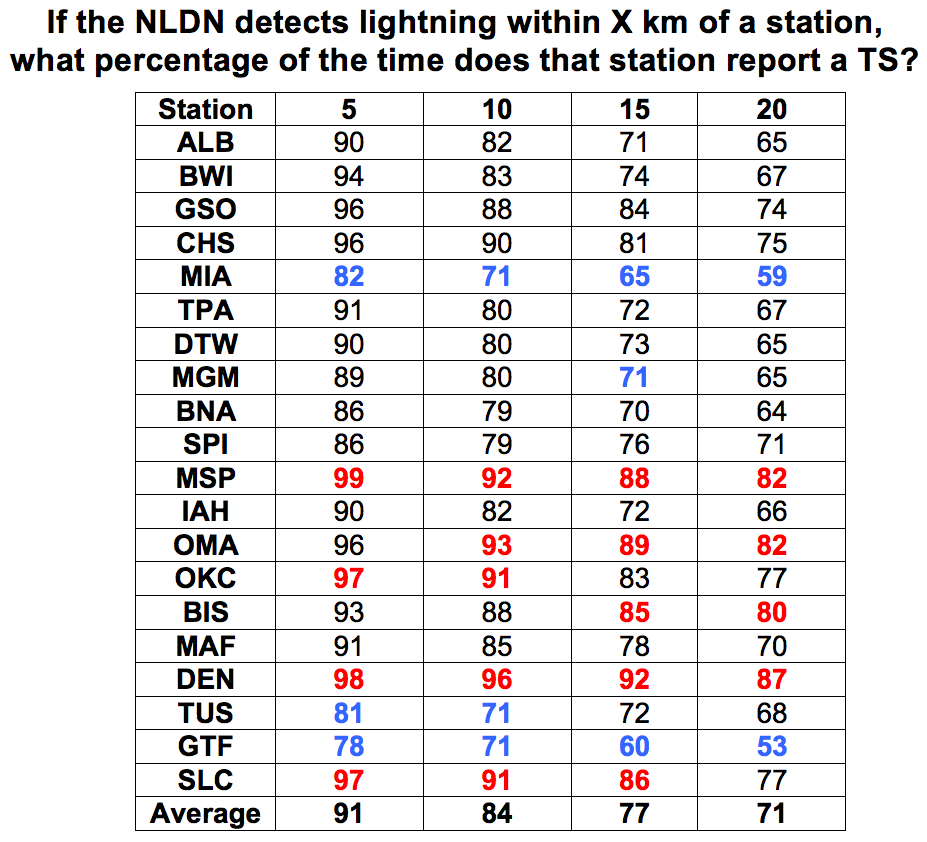 If the NLDN detects lightning within X km of a station,
what percentage of the time does that station report a TS?
Station 5 10 15 20
ALB 90 82 71 65
BWI 94 83 74 67
GSO 96 88 84 74
CHS 96 90 81 75
MIA 82 71 65 59
TPA 91 80 72 67
DTW 90 80 73 65
MGM 89 80 71 65
BNA 86 79 70 64
SPI 86 79 76 71
MSP 99 92 88 82
IAH 90 82 72 66
OMA 96 93 89 82
OKC 97 91 83 77
BIS 93 88 85 80
MAF 91 85 78 70
DEN 98 96 92 87
TUS 81 71 72 68
GTF 78 71 60 53
SLC 97 91 86 77
Average 91 84 77 71